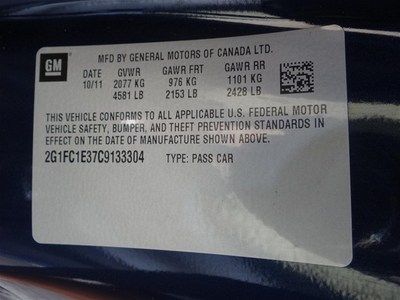 GM
MFD BY GENERAL MOTORS OF CANADA LTD.
DATE GVWR GAWR FRT GAWR RR
10/11 2077 KG 976 KG 1101 KG
4581 LB 2153 LB 2428 LB
THIS VEHICLE CONFORMS TO ALL APPLICABLE U.S. FEDERAL MOTOR
VEHICLE SAFETY, BUMPER, AND THEFT PREVENTION STANDARDS IN
EFFECT ON THE DATE OF MANUFACTURE SHOWN ABOVE.
2G1FC1E37C9133304 TYPE: PASS CAR